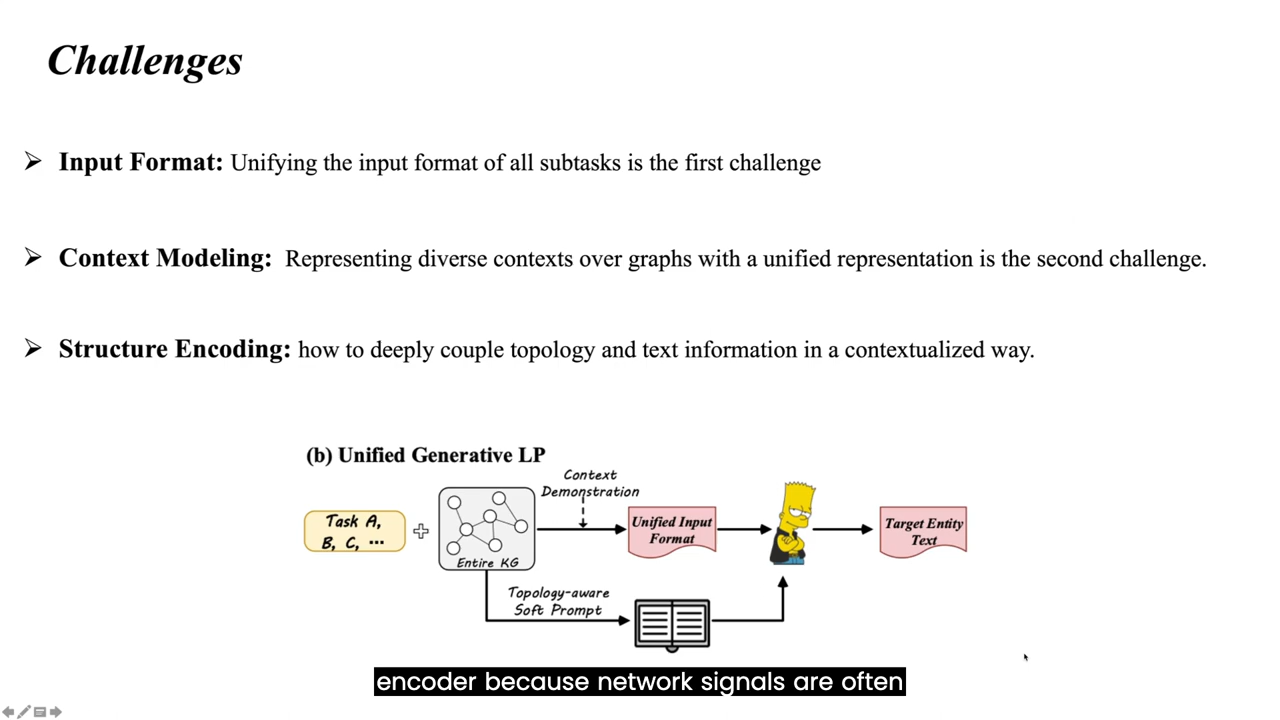 Challenges
Input Format: Unifying the input format of all subtasks is the first challenge
Context Modeling: Representing diverse contexts over graphs with a unified representation is the second challenge.
Structure Encoding: how to deeply couple topology and text information in a contextualized way.
(b) Unified Generative LP
Context
Demonstration
Task A,
B, C, ...
Entire KG
Unified Input
Format
Target Entity
Text
Topology-aware
Soft Prompt
encoder because network signals are often